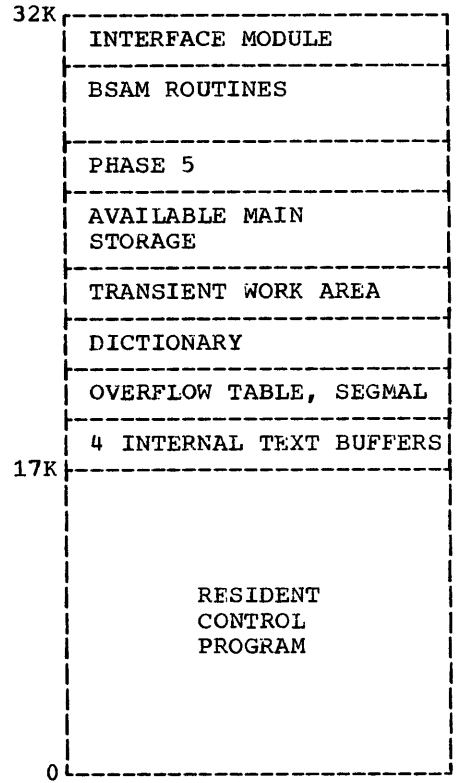 32K
INTERFACE MODULE
BSAM ROUTINES
PHASE 5
AVAILABLE MAIN
STORAGE
TRANSIENT WORK AREA
DICTIONARY
OVERFLOW TABLE, SEGMAL
4 INTERNAL TEXT BUFFERS
17K
RESIDENT
CONTROL
PROGRAM
0